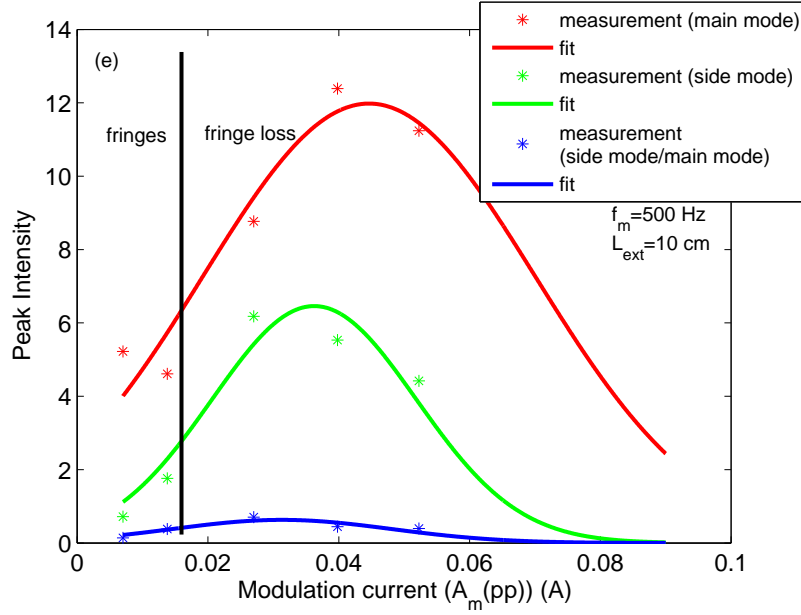 14
12
10
8
6
4
2
0
0
0.02
0.04
0.06
0.08
0.1
Peak Intensity
Modulation current (A_m(pp)) (A)
(e)
fringes
fringe loss
measurement (main mode)
fit
measurement (side mode)
fit
measurement
(side mode/main mode)
fit
f_m=500 Hz
L_ext=10 cm